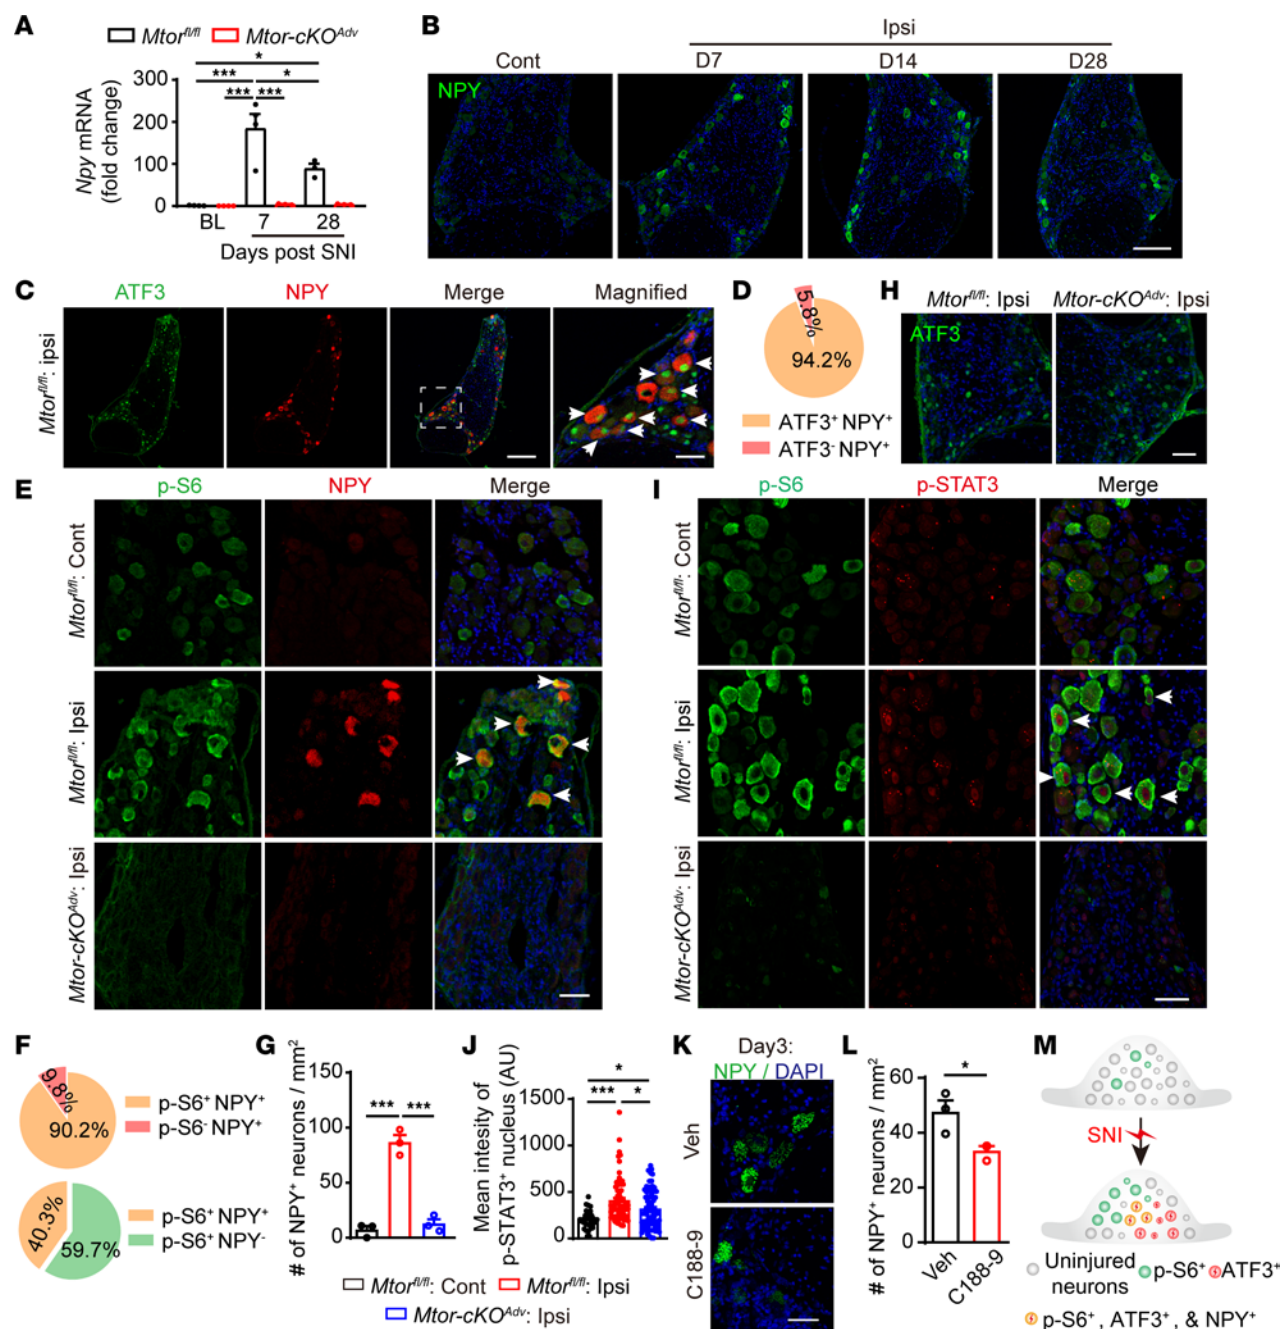 A
Mtor^fl/fl Mtor-cKO^Adv
*
*** *
*** ***
300
200
100
0
Npy mRNA
(fold change)
BL 7 28
Days post SNI
B
Ipsi
Cont D7 D14 D28
NPY
C
ATF3 NPY Merge Magnified
Mtor^fl/fl: ipsi
D
5.8%
94.2%
ATF3+ NPY+
ATF3- NPY+
H
Mtor^fl/fl: Ipsi Mtor-cKO^Adv: Ipsi
ATF3
E
p-S6 NPY Merge
Mtor^fl/fl: Cont
Mtor^fl/fl: Ipsi
Mtor-cKO^Adv: Ipsi
I
p-S6 p-STAT3 Merge
Mtor^fl/fl: Cont
Mtor^fl/fl: Ipsi
Mtor-cKO^Adv: Ipsi
F
9.8%
90.2%
p-S6+ NPY+
p-S6- NPY+
40.3%
59.7%
p-S6+ NPY+
p-S6+ NPY-
G
# of NPY+ neurons / mm²
150
100
50
0
*** ***
J
Mean intesity of
p-STAT3+ nucleus (AU)
1500
1000
500
0
*
*** *
Mtor^fl/fl: Cont Mtor^fl/fl: Ipsi
Mtor-cKO^Adv: Ipsi
K
Day3:
NPY / DAPI
Veh
C188-9
L
# of NPY+ neurons / mm²
60
40
20
0
*
Veh
C188-9
M
SNI
Uninjured
neurons
p-S6+ ATF3+
p-S6+, ATF3+, & NPY+